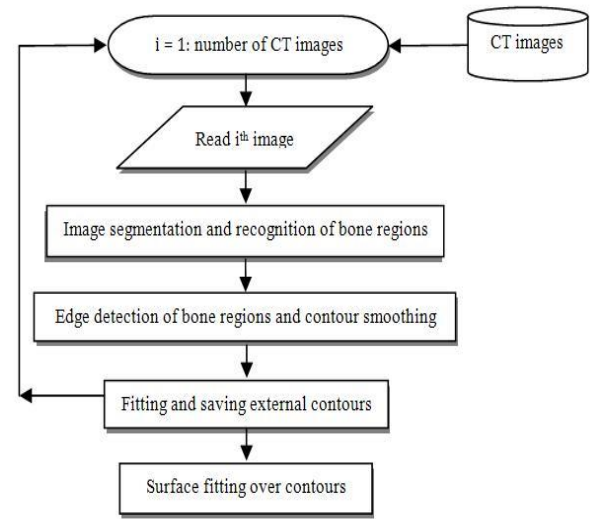 i = 1: number of CT images
CT images
Read iᵗʰ image
Image segmentation and recognition of bone regions
Edge detection of bone regions and contour smoothing
Fitting and saving external contours
Surface fitting over contours